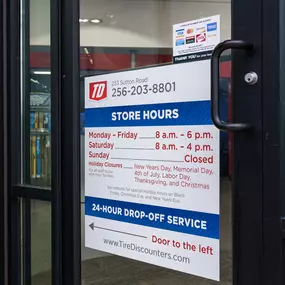 TD
233 Sutton Road
256-203-8801
STORE HOURS
Monday - Friday 8 a.m. - 6 p.m.
Saturday 8 a.m. - 4 p.m.
Sunday Closed
Holiday Closures New Years Day, Memorial Day,
4th of July, Labor Day,
Thanksgiving, and Christmas
24-HOUR DROP-OFF SERVICE
Door to the left
www.TireDiscounters.com